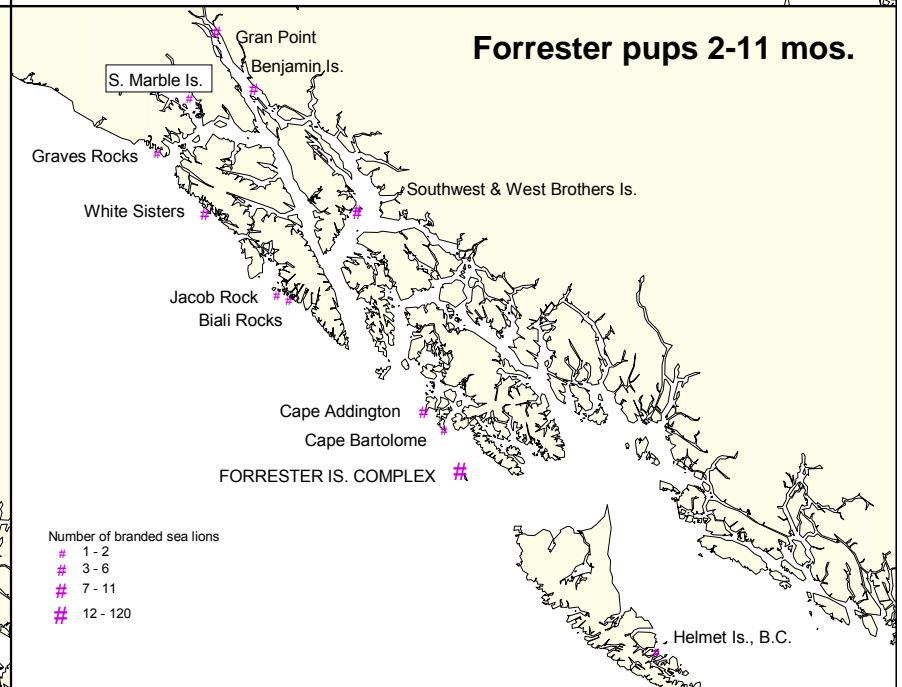 Forrester pups 2-11 mos.
Gran Point
Benjamin Is.
S. Marble Is.
Graves Rocks
Southwest & West Brothers Is.
White Sisters
Jacob Rock
Biali Rocks
Cape Addington
Cape Bartolome
FORRESTER IS. COMPLEX
Number of branded sea lions
# 1 - 2
# 3 - 6
# 7 - 11
# 12 - 120
Helmet Is., B.C.